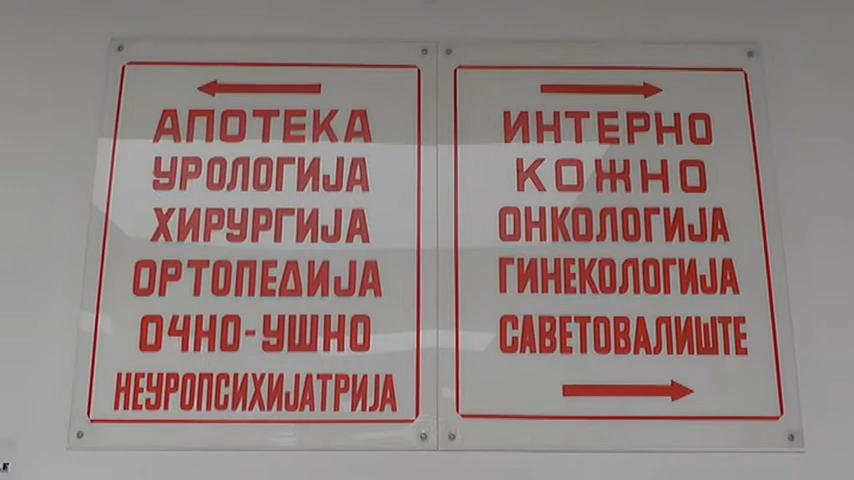 АПОТЕКА
УРОЛОГИЈА
ХИРУРГИЈА
ОРТОПЕДИЈА
ОЧНО-УШНО
НЕУРОПСИХИЈАТРИЈА
ИНТЕРНО
КОЖНО
ОНКОЛОГИЈА
ГИНЕКОЛОГИЈА
САВЕТОВАЛИШТЕ